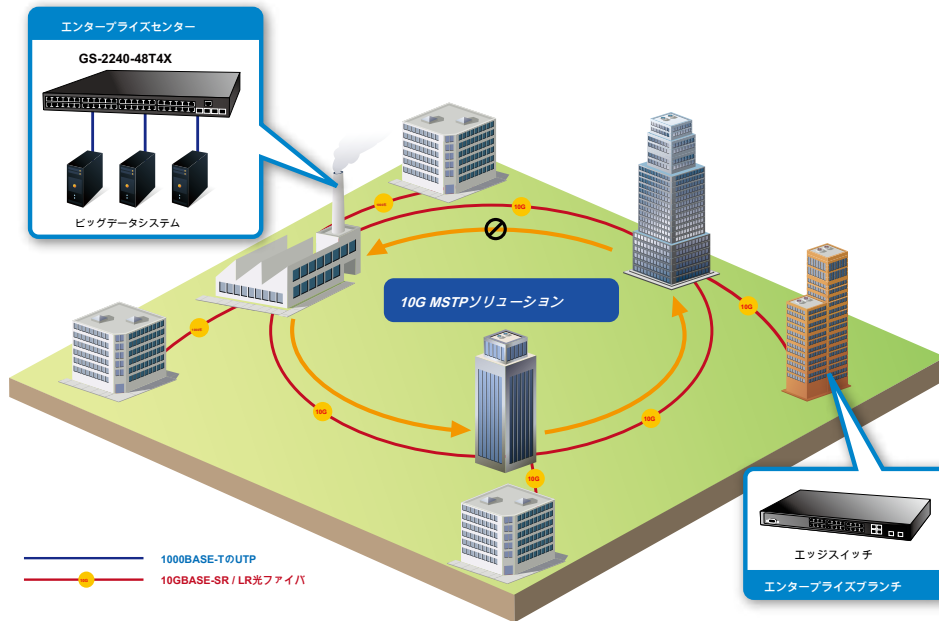 エンタープライズセンター
GS-2240-48T4X
ビッグデータシステム
10G
10G
10G MSTPソリューション
10G
10G
10G
エッジスイッチ
エンタープライズブランチ
1000BASE-TのUTP
10GBASE-SR / LR光ファイバ